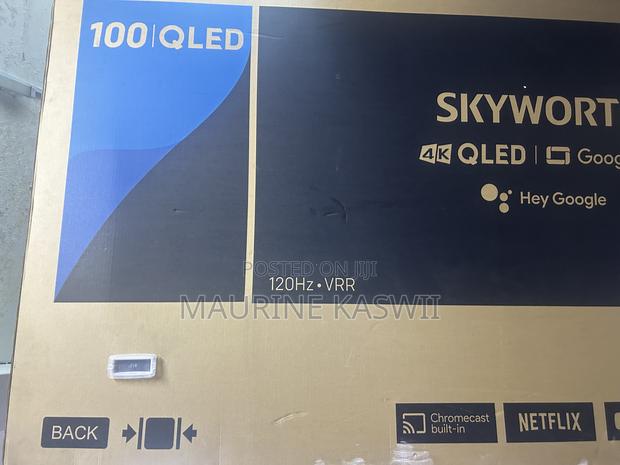 100 | QLED
SKYWORT
4K QLED | Goog
Hey Google
POSTED ON JIJI
120Hz • VRR
MAURINE KASWII
BACK
Chromecast
built-in
NETFLIX